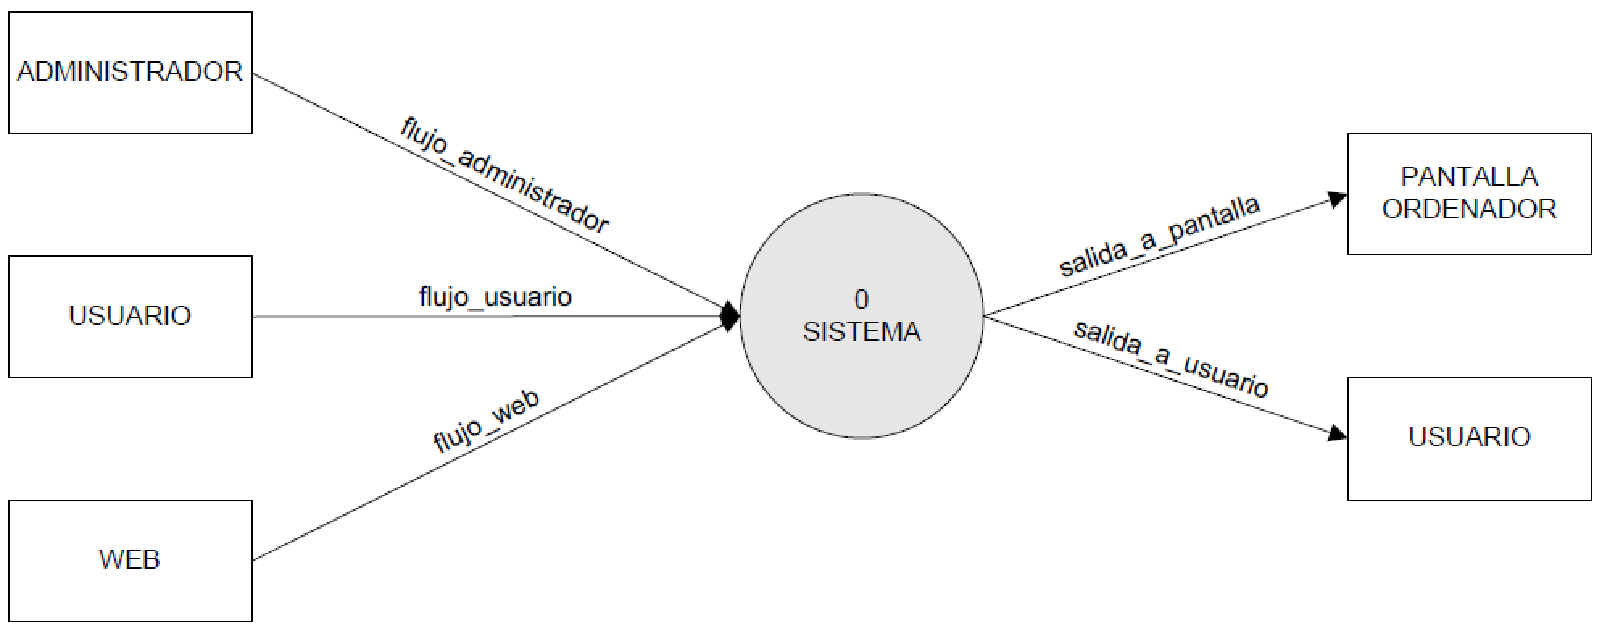 ADMINISTRADOR
flujo_administrador
USUARIO
flujo_usuario
WEB
flujo_web
0
SISTEMA
salida_a_pantalla
PANTALLA
ORDENADOR
salida_a_usuario
USUARIO